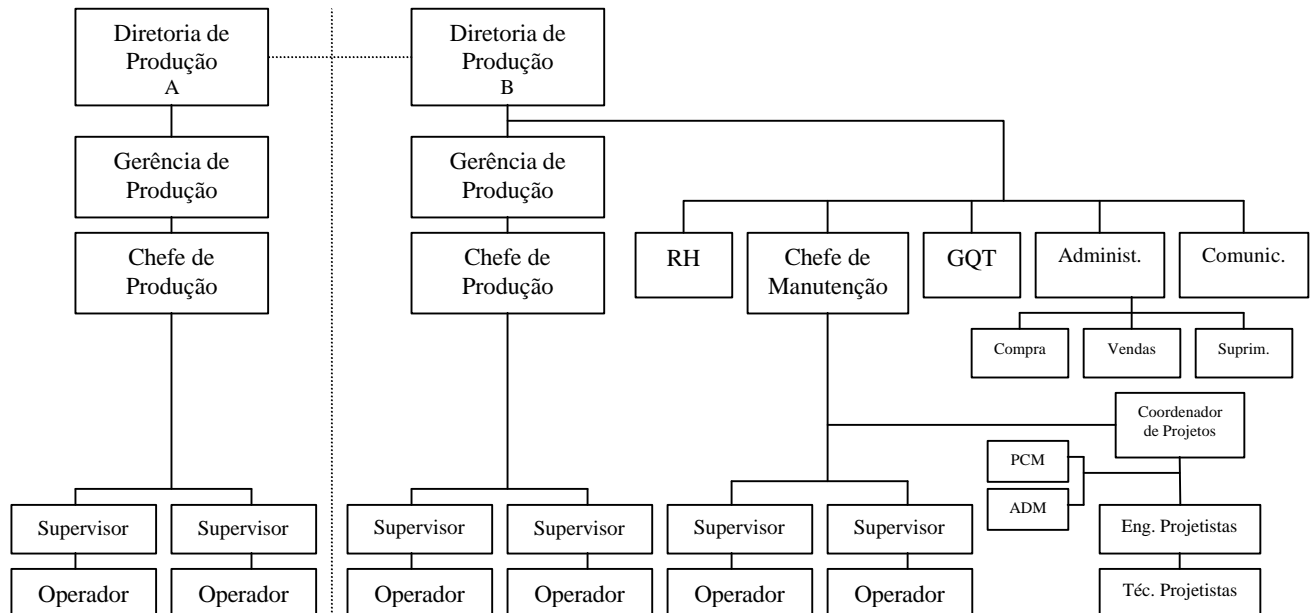 Diretoria de
Produção
A
Diretoria de
Produção
B
Gerência de
Produção
Gerência de
Produção
Chefe de
Produção
Chefe de
Produção
RH
Chefe de
Manutenção
GQT
Administ.
Comunic.
Compra
Vendas
Suprim.
Coordenador
de Projetos
PCM
ADM
Supervisor
Supervisor
Supervisor
Supervisor
Supervisor
Supervisor
Eng. Projetistas
Operador
Operador
Operador
Operador
Operador
Operador
Téc. Projetistas